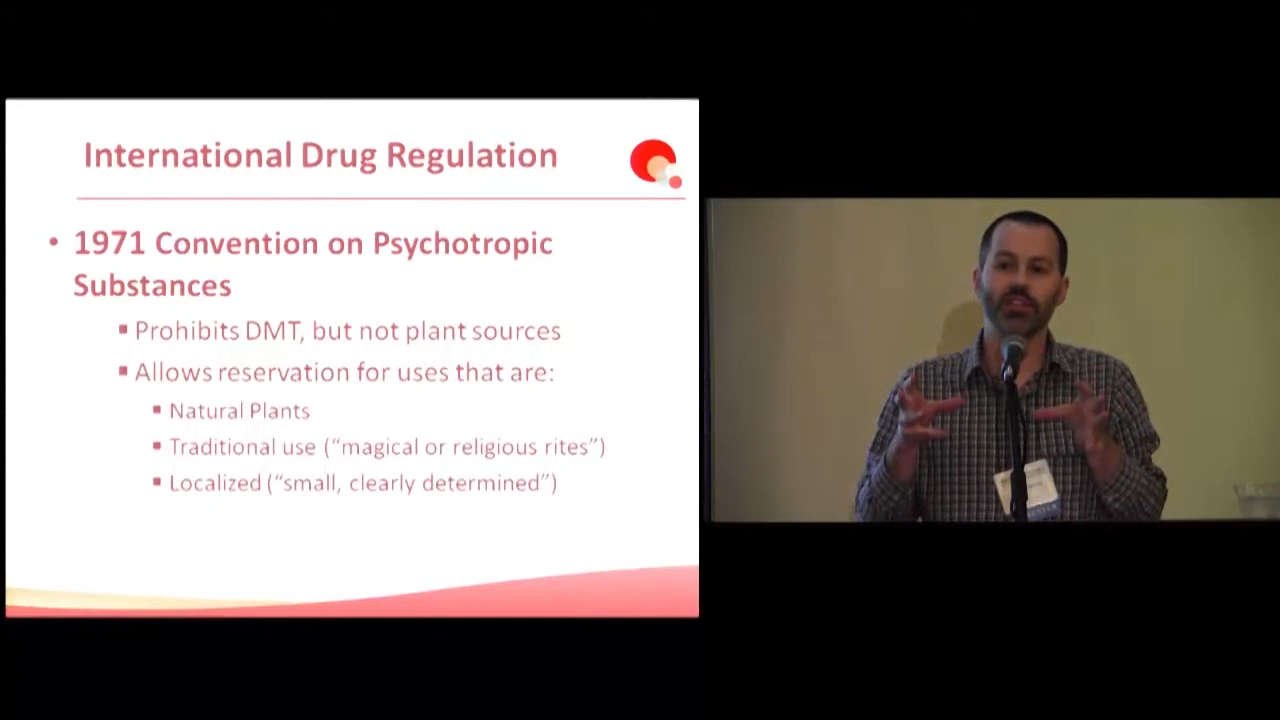 International Drug Regulation
• 1971 Convention on Psychotropic
Substances
▪ Prohibits DMT, but not plant sources
▪ Allows reservation for uses that are:
▪ Natural Plants
▪ Traditional use (“magical or religious rites”)
▪ Localized (“small, clearly determined”)